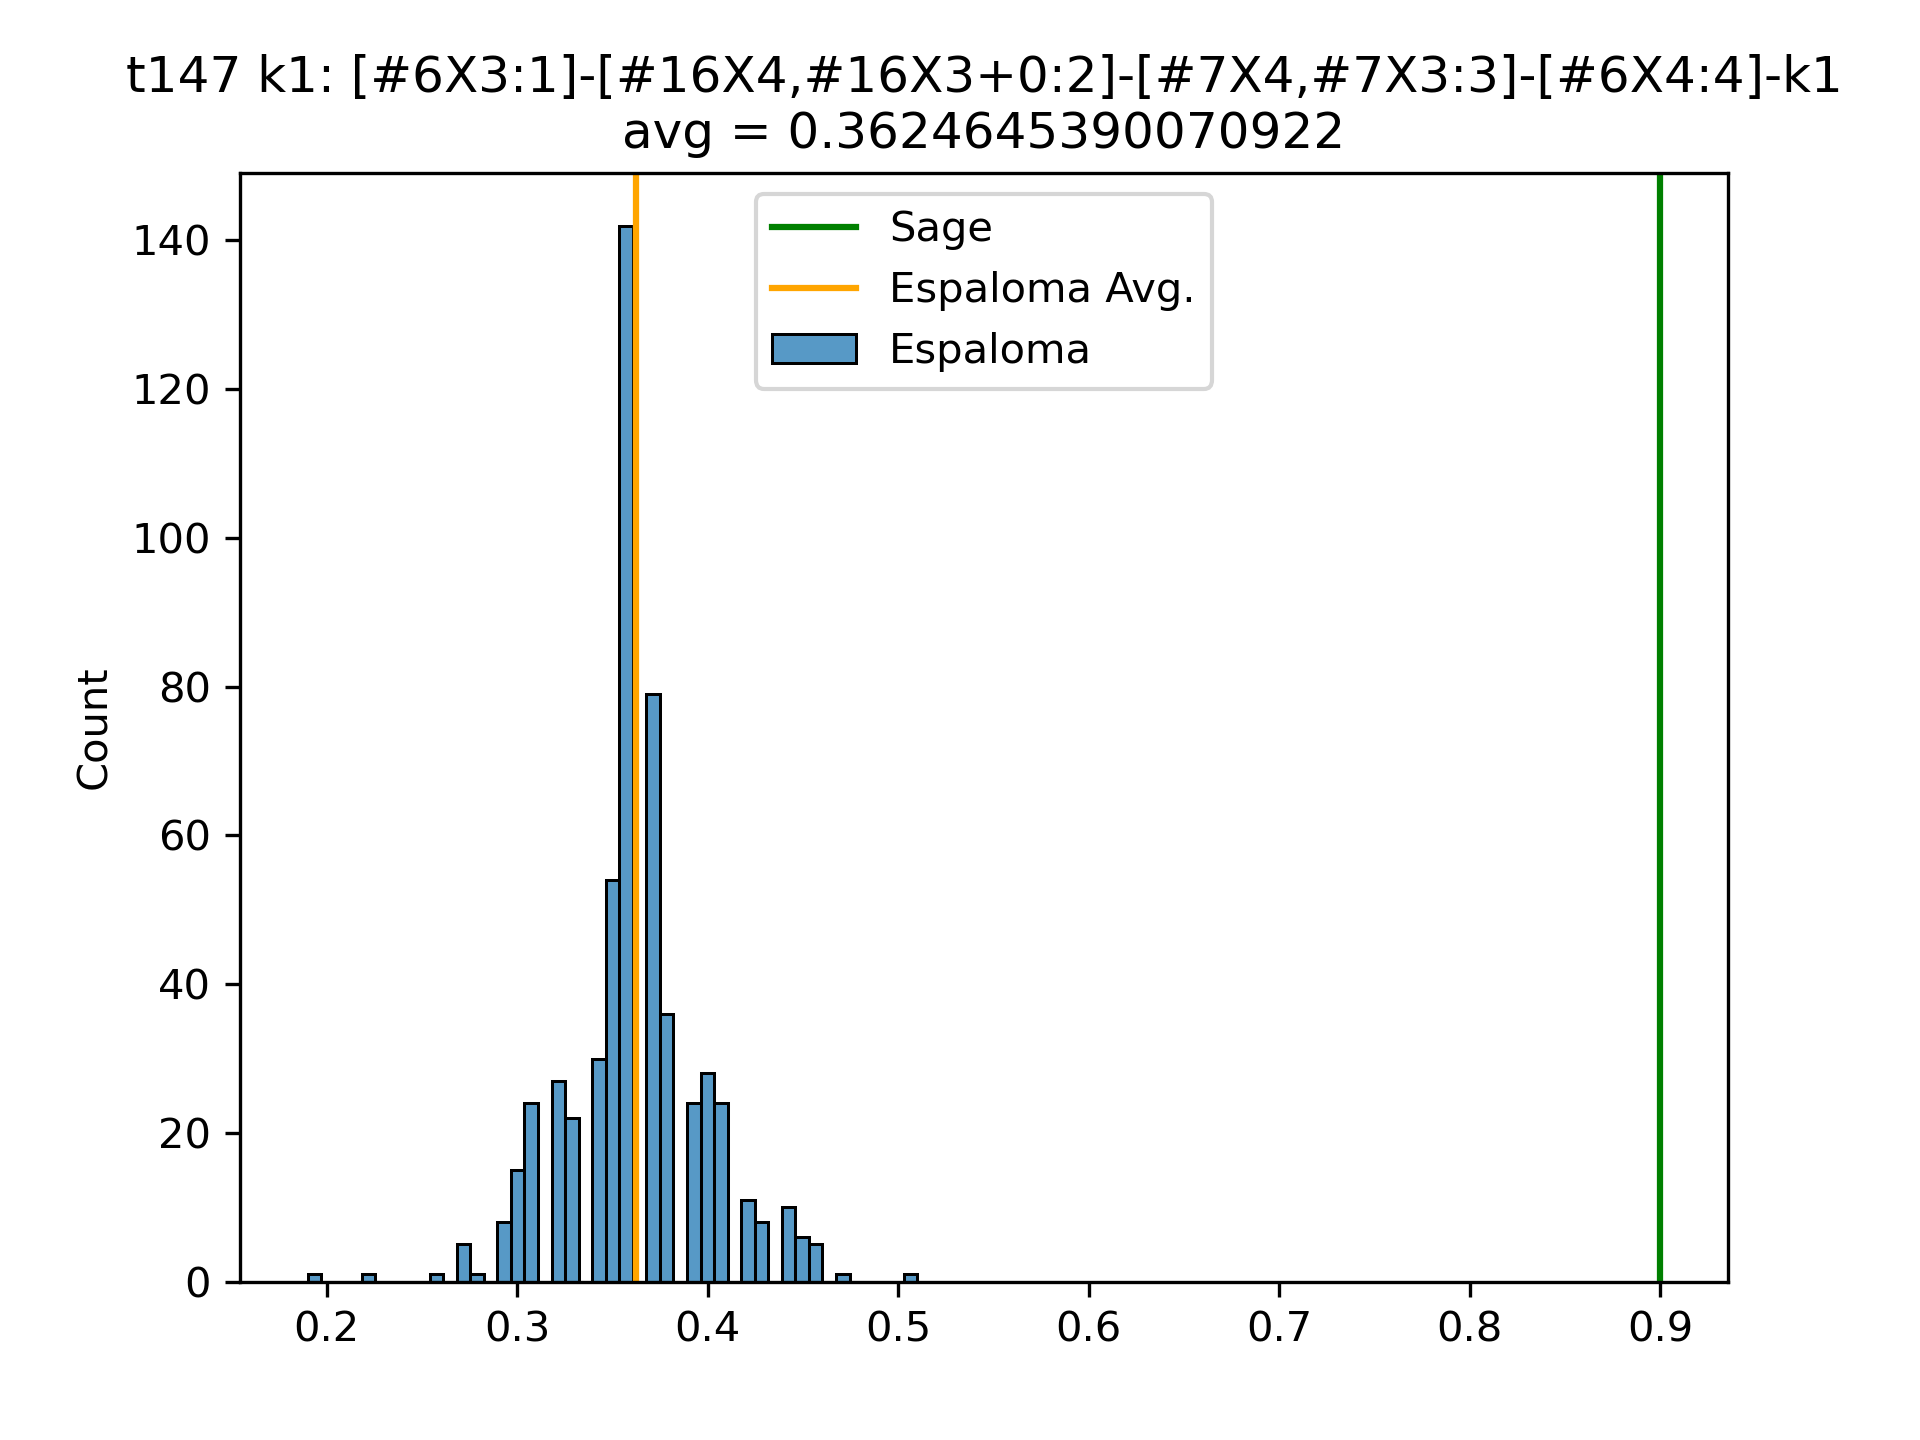 t147 k1: [#6X3:1]-[#16X4,#16X3+0:2]-[#7X4,#7X3:3]-[#6X4:4]-k1
avg = 0.3624645390070922
Sage
Espaloma Avg.
Espaloma
140
120
100
80
60
40
20
0
Count
0.2 0.3 0.4 0.5 0.6 0.7 0.8 0.9